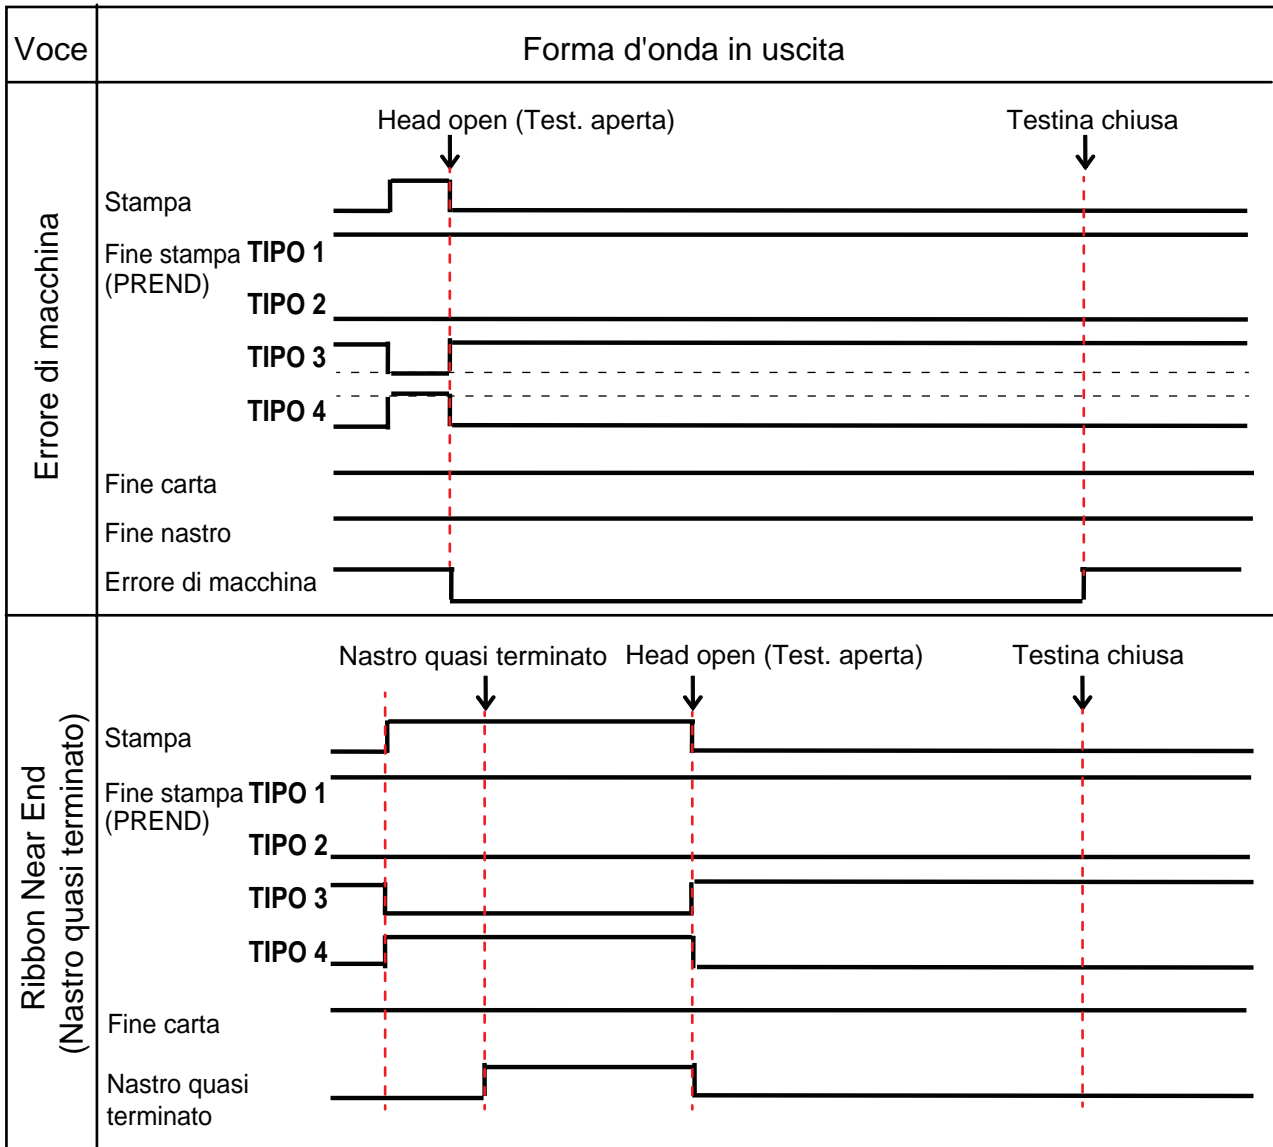 Voce
Forma d'onda in uscita
Errore di macchina
Head open (Test. aperta)
Testina chiusa
Stampa
Fine stampa TIPO 1
(PREND)
TIPO 2
TIPO 3
TIPO 4
Fine carta
Fine nastro
Errore di macchina
Ribbon Near End
(Nastro quasi terminato)
Nastro quasi terminato
Head open (Test. aperta)
Testina chiusa
Stampa
Fine stampa TIPO 1
(PREND)
TIPO 2
TIPO 3
TIPO 4
Fine carta
Nastro quasi
terminato